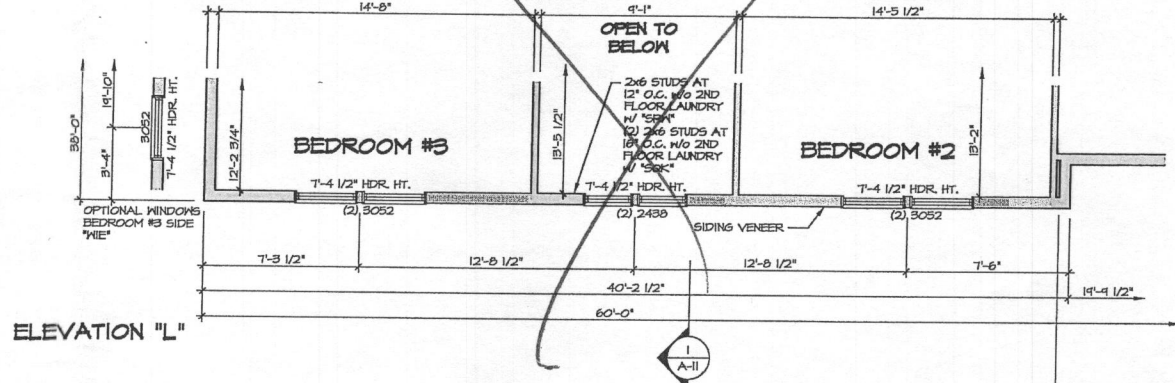 14'-8"
9'-1"
14'-5 1/2"
OPEN TO
BELOW
2x6 STUDS AT
12" O.C. W/O 2ND
FLOOR LAUNDRY
W/ "SRW"
(2) 2x6 STUDS AT
16" O.C. W/O 2ND
FLOOR LAUNDRY
38'-0"
19'-10"
3'-4"
3052
7'-4 1/2" HDR. HT.
12'-2 3/4"
BEDROOM #3
13'-5 1/2"
BEDROOM #2
13'-2"
7'-4 1/2" HDR. HT.
7'-4 1/2" HDR. HT.
7'-4 1/2" HDR. HT.
(2) 3052
(2) 2438
(2) 3052
OPTIONAL WINDOWS
BEDROOM #3 SIDE
"WIE"
SIDING VENEER
7'-3 1/2"
12'-8 1/2"
12'-8 1/2"
7'-6"
40'-2 1/2"
19'-9 1/2"
60'-0"
ELEVATION "L"
1
A-11